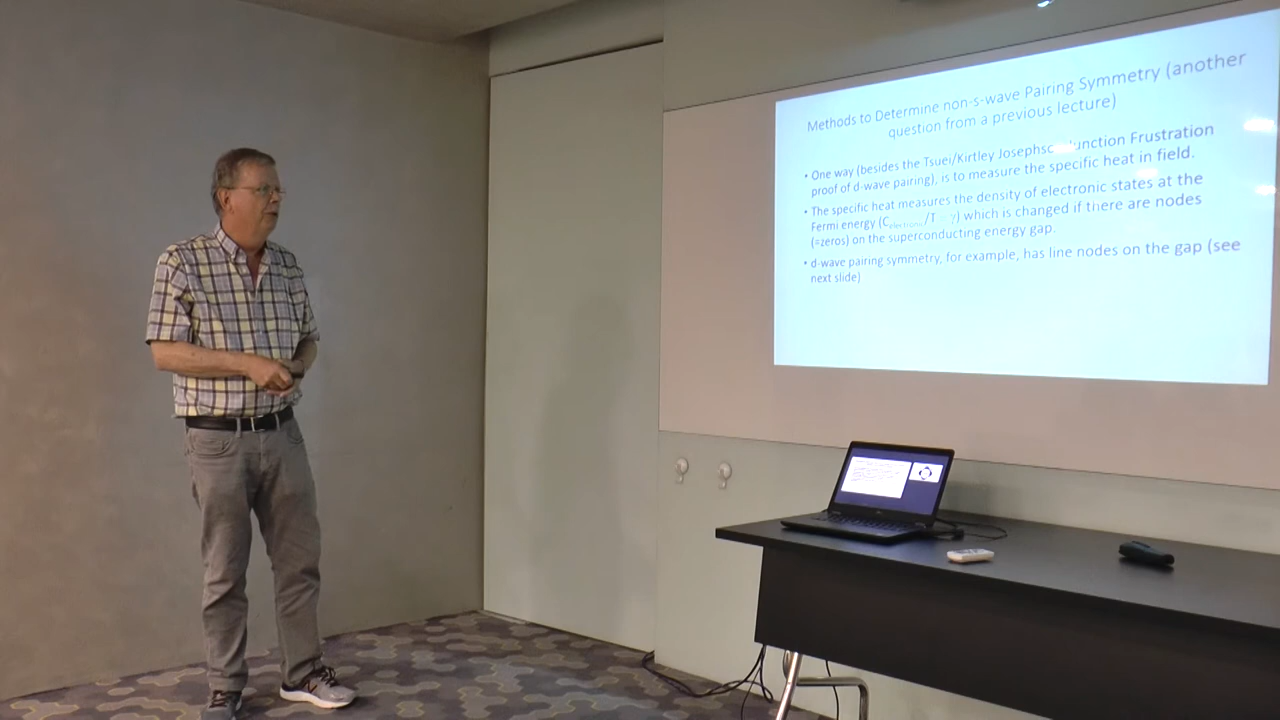 Methods to Determine non-s-wave Pairing Symmetry (another
question from a previous lecture)
• One way (besides the Tsuei/Kirtley Josephson Junction Frustration
proof of d-wave pairing), is to measure the specific heat in field.
• The specific heat measures the density of electronic states at the
Fermi energy (Celectronic/T ~ γ) which is changed if there are nodes
(=zeros) on the superconducting energy gap.
• d-wave pairing symmetry, for example, has line nodes on the gap (see
next slide)